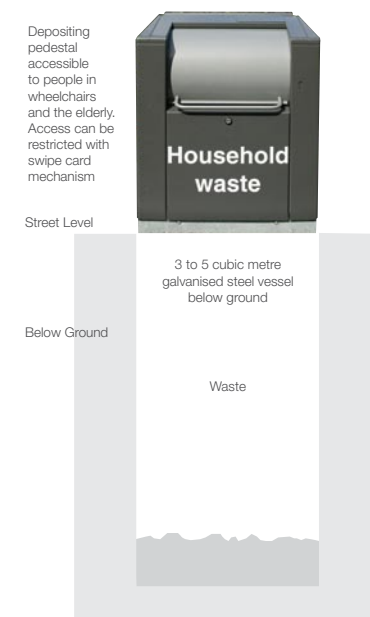 Depositing
pedestal
accessible
to people in
wheelchairs
and the elderly.
Access can be
restricted with
swipe card
mechanism
Household
waste
Street Level
3 to 5 cubic metre
galvanised steel vessel
below ground
Below Ground
Waste